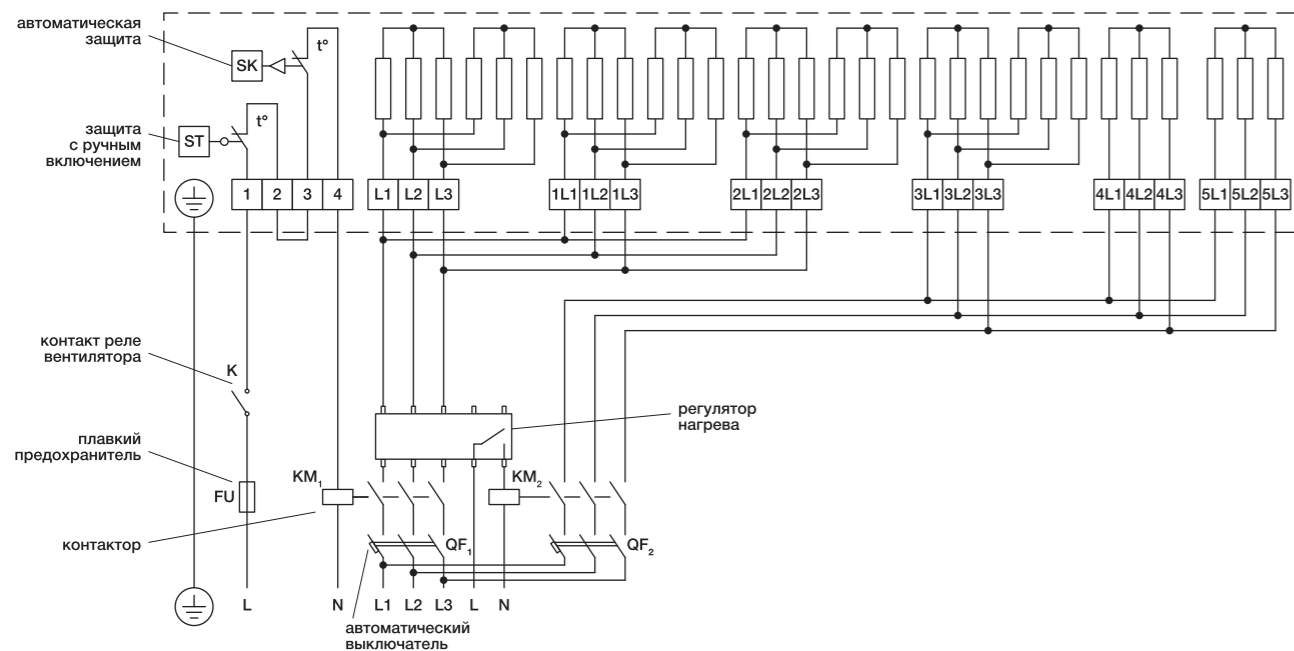 автоматическая
защита
t°
SK
защита
с ручным
включением
t°
ST
1 2 3 4 L1 L2 L3 1L1 1L2 1L3 2L1 2L2 2L3 3L1 3L2 3L3 4L1 4L2 4L3 5L1 5L2 5L3
контакт реле
вентилятора
K
регулятор
нагрева
плавкий
предохранитель
FU
KM₁
KM₂
контактор
QF₁
QF₂
L N L1 L2 L3 L N
автоматический
выключатель